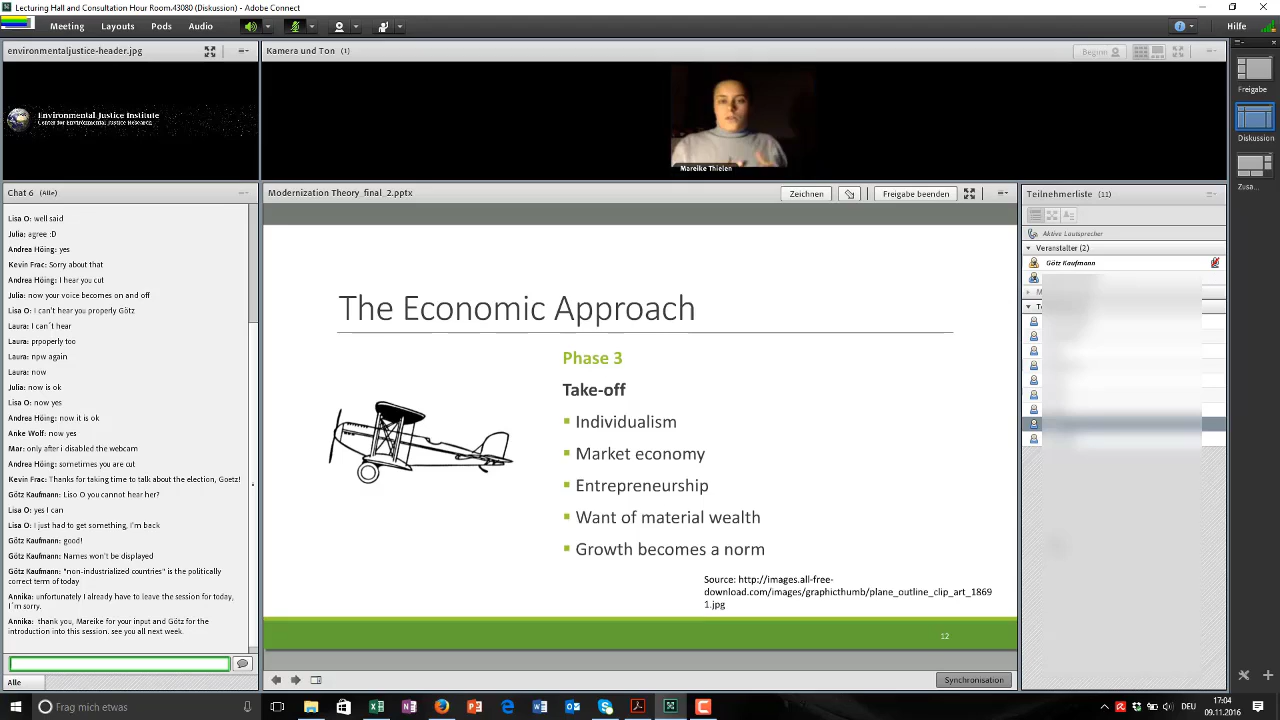 Lecturing Hall and Consultation Hour Room.43080 (Diskussion) - Adobe Connect
Meeting Layouts Pods Audio
Hilfe
environmentaljustice-header.jpg
Environmental Justice Institute
Center for Environmental Justice Research
Kamera und Ton (1)
Beginn
Mareike Thielen
Freigabe
Diskussion
Zusa...
Chat 6 (Alle)
Lisa O: well said
Julia: agree :D
Andrea Höing: yes
Kevin Frac: Sorry about that
Andrea Höing: I hear you cut
Julia: now your voice becomes on and off
Lisa O: I can't hear you properly Götz
Laura: I can´t hear
Laura: prpoperly too
Laura: npw again
Laura: now
Julia: now is ok
Lisa O: now yes
Andrea Höing: now it is ok
Anke Wolf: now yes
Mar: only after i disabled the webcam
Andrea Höing: sometimes you are cut
Kevin Frac: Thanks for taking time to talk about the election, Goetz!
Götz Kaufmann: Liso O you cannot hear her?
Lisa O: yes I can
Lisa O: I just had to get something, I'm back
Götz Kaufmann: good!
Götz Kaufmann: Names won't be displayed
Götz Kaufmann: "non-industrialized countries" is the politically
correct term of today
Annika: unfortunately I already have to leave the session for today,
I´m sorry.
Annika: thank you, Mareike for your input and Götz for the
introduction into this session. see you all next week.
Alle
Modernization Theory_final_2.pptx
Zeichnen
Freigabe beenden
The Economic Approach
Phase 3
Take-off
Individualism
Market economy
Entrepreneurship
Want of material wealth
Growth becomes a norm
Source: http://images.all-free-
download.com/images/graphicthumb/plane_outline_clip_art_1869
1.jpg
12
Synchronisation
Teilnehmerliste (11)
Aktive Lautsprecher
Veranstalter (2)
Götz Kaufmann
Frag mich etwas
DEU
17:04
09.11.2016